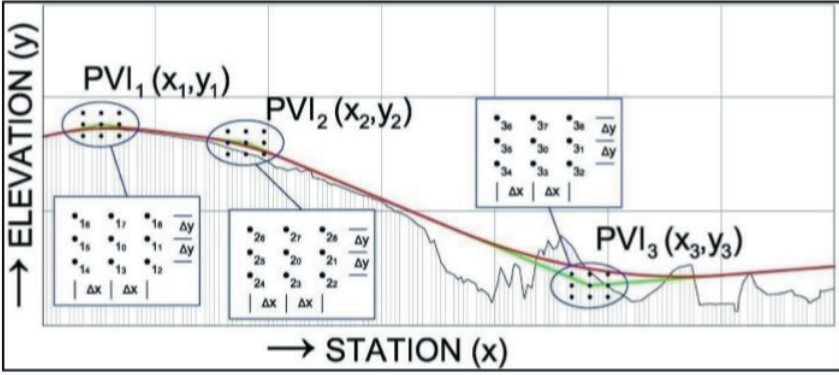 → ELEVATION (y)
PVI₁ (x₁,y₁)
PVI₂ (x₂,y₂)
PVI₃ (x₃,y₃)
36 37 38 Δy
35 30 31 Δy
34 33 32
Δx Δx
16 17 18 Δy
15 10 11 Δy
14 13 12
Δx Δx
26 27 28 Δy
25 20 21 Δy
24 23 22
Δx Δx
→ STATION (x)